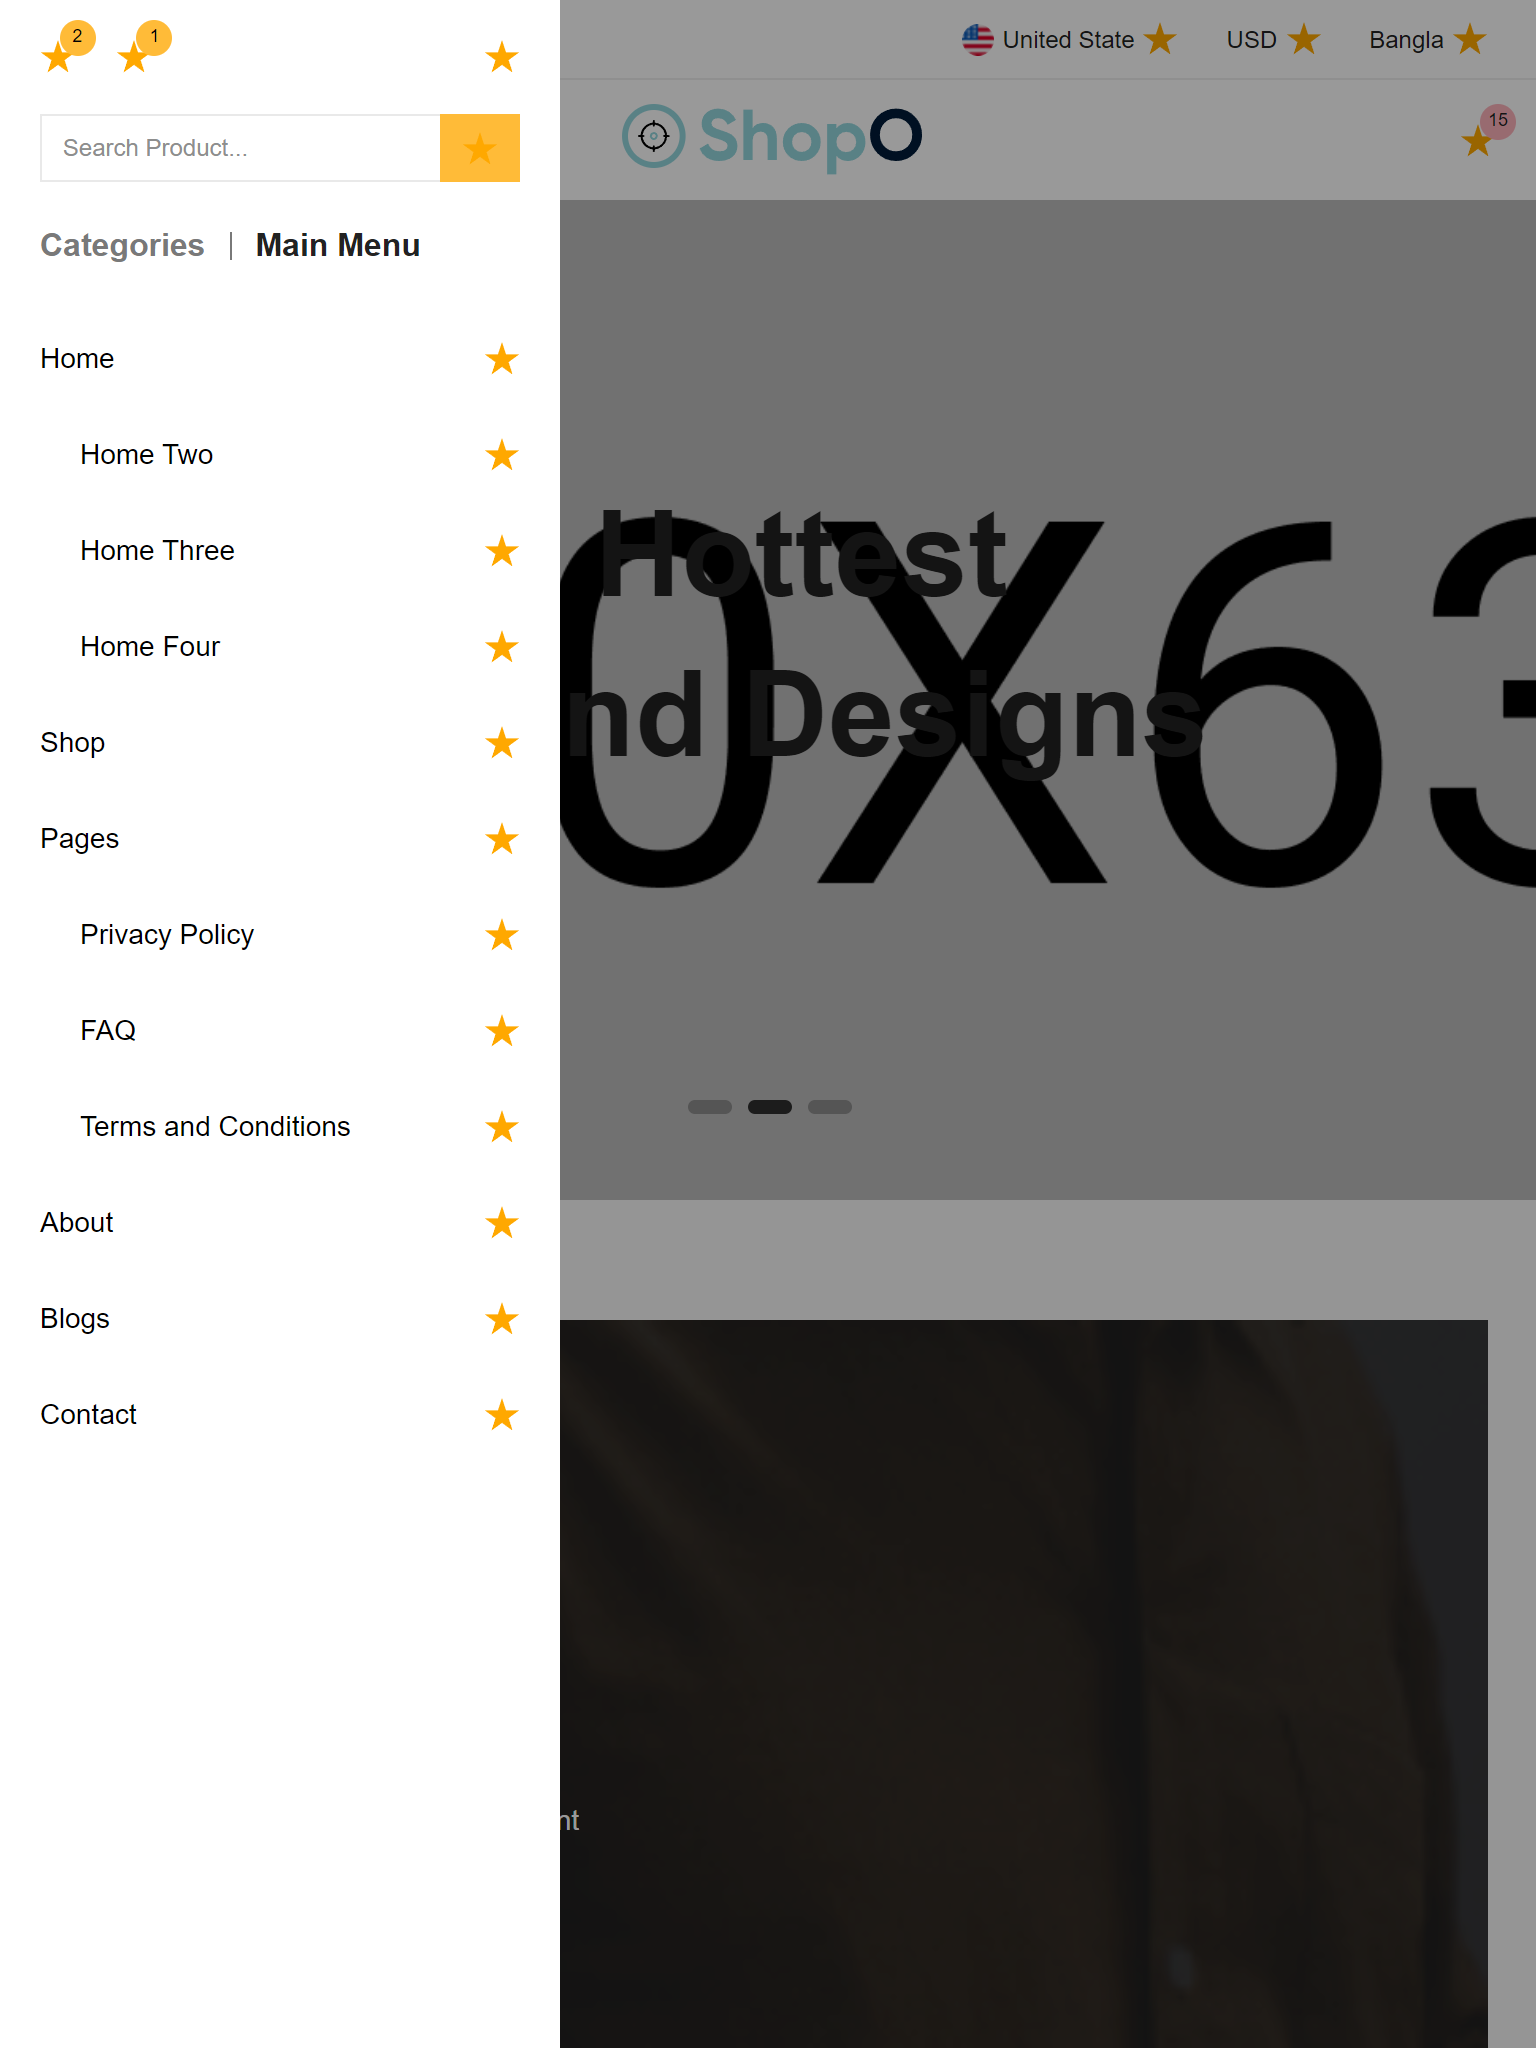 2
1
United State
USD
Bangla
Search Product...
ShopO
15
Categories | Main Menu
Home
Home Two
Home Three
Home Four
Shop
Pages
Privacy Policy
FAQ
Terms and Conditions
About
Blogs
Contact
Hottest
nd Designs
0X63
nt